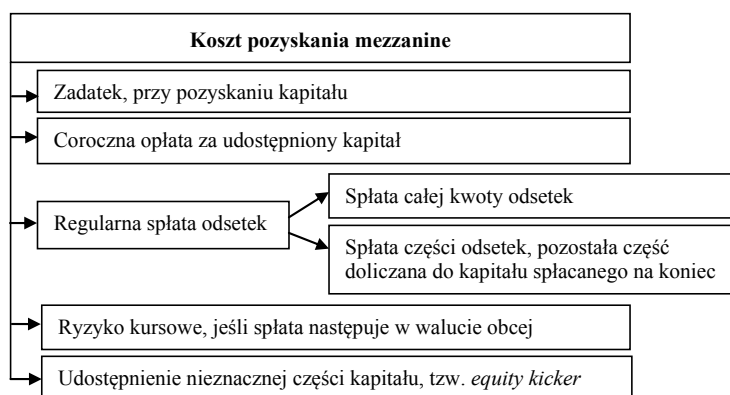 Koszt pozyskania mezzanine
Zadatek, przy pozyskaniu kapitału
Coroczna opłata za udostępniony kapitał
Regularna spłata odsetek
Spłata całej kwoty odsetek
Spłata części odsetek, pozostała część
doliczana do kapitału spłacanego na koniec
Ryzyko kursowe, jeśli spłata następuje w walucie obcej
Udostępnienie nieznacznej części kapitału, tzw. equity kicker